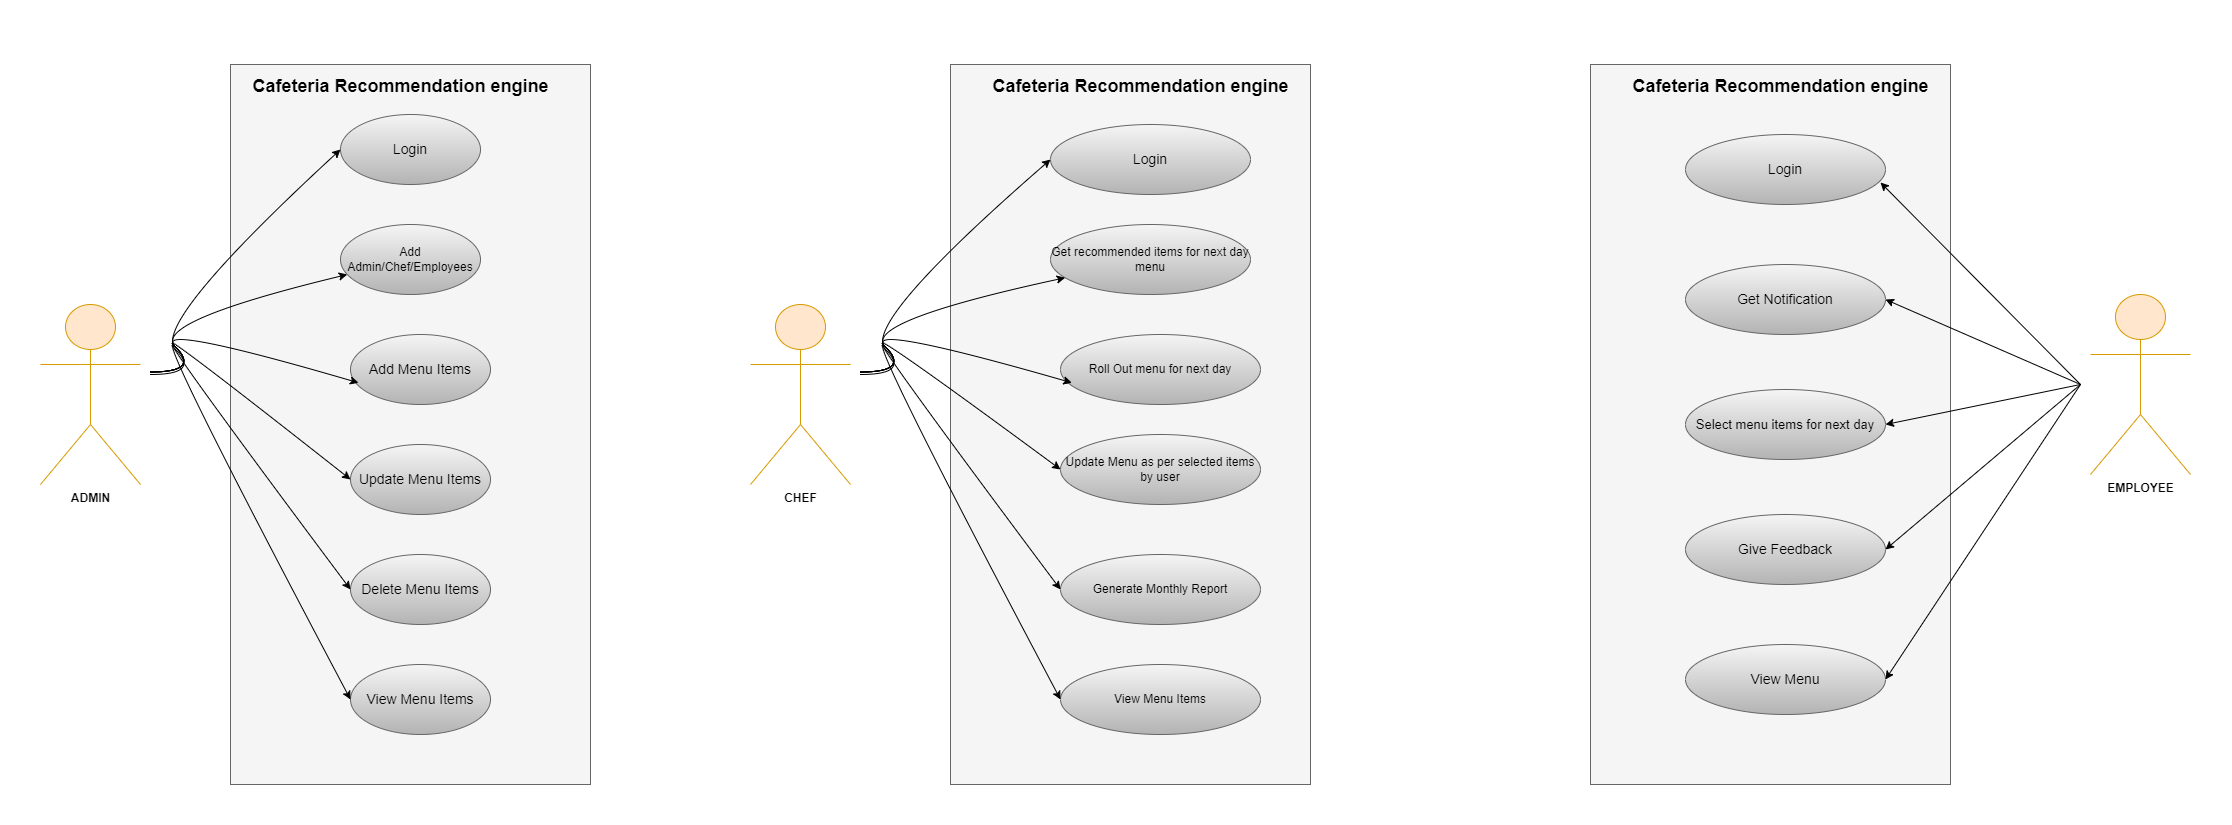 Cafeteria Recommendation engine
Login
Add
Admin/Chef/Employees
Add Menu Items
Update Menu Items
Delete Menu Items
View Menu Items
ADMIN
Cafeteria Recommendation engine
Login
Get recommended items for next day
menu
Roll Out menu for next day
Update Menu as per selected items
by user
Generate Monthly Report
View Menu Items
CHEF
Cafeteria Recommendation engine
Login
Get Notification
Select menu items for next day
Give Feedback
View Menu
EMPLOYEE